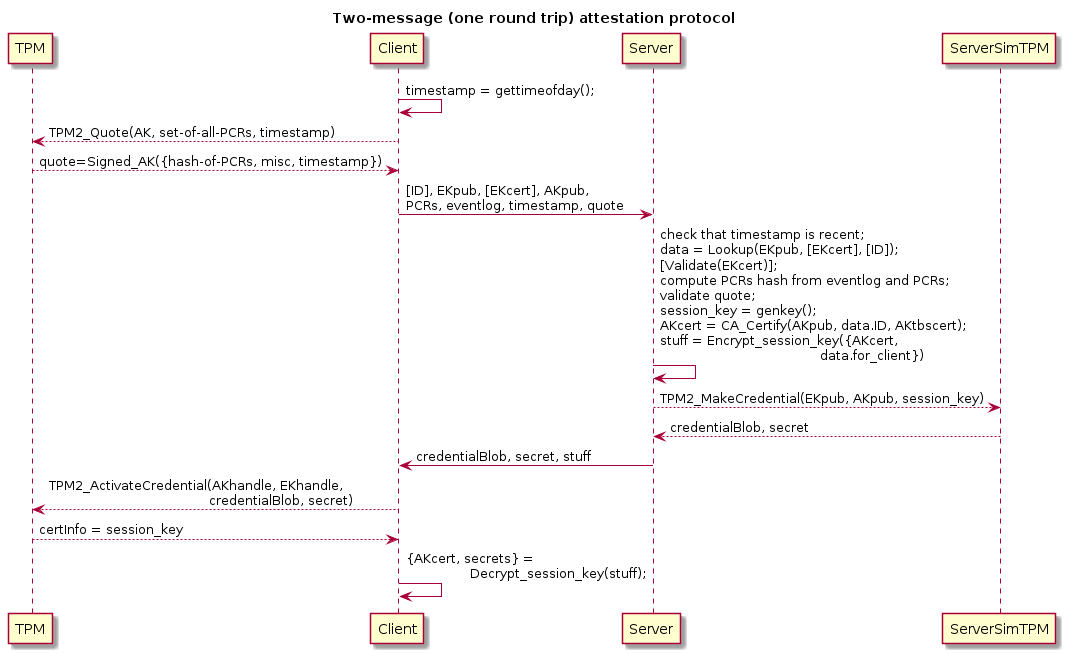 Two-message (one round trip) attestation protocol
TPM
Client
Server
ServerSimTPM
timestamp = gettimeofday();
TPM2_Quote(AK, set-of-all-PCRs, timestamp)
quote=Signed_AK({hash-of-PCRs, misc, timestamp})
[ID], EKpub, [EKcert], AKpub,
PCRs, eventlog, timestamp, quote
check that timestamp is recent;
data = Lookup(EKpub, [EKcert], [ID]);
[Validate(EKcert)];
compute PCRs hash from eventlog and PCRs;
validate quote;
session_key = genkey();
AKcert = CA_Certify(AKpub, data.ID, AKtbscert);
stuff = Encrypt_session_key({AKcert,
data.for_client})
TPM2_MakeCredential(EKpub, AKpub, session_key)
credentialBlob, secret
credentialBlob, secret, stuff
TPM2_ActivateCredential(AKhandle, EKhandle,
credentialBlob, secret)
certInfo = session_key
{AKcert, secrets} =
Decrypt_session_key(stuff);
TPM
Client
Server
ServerSimTPM